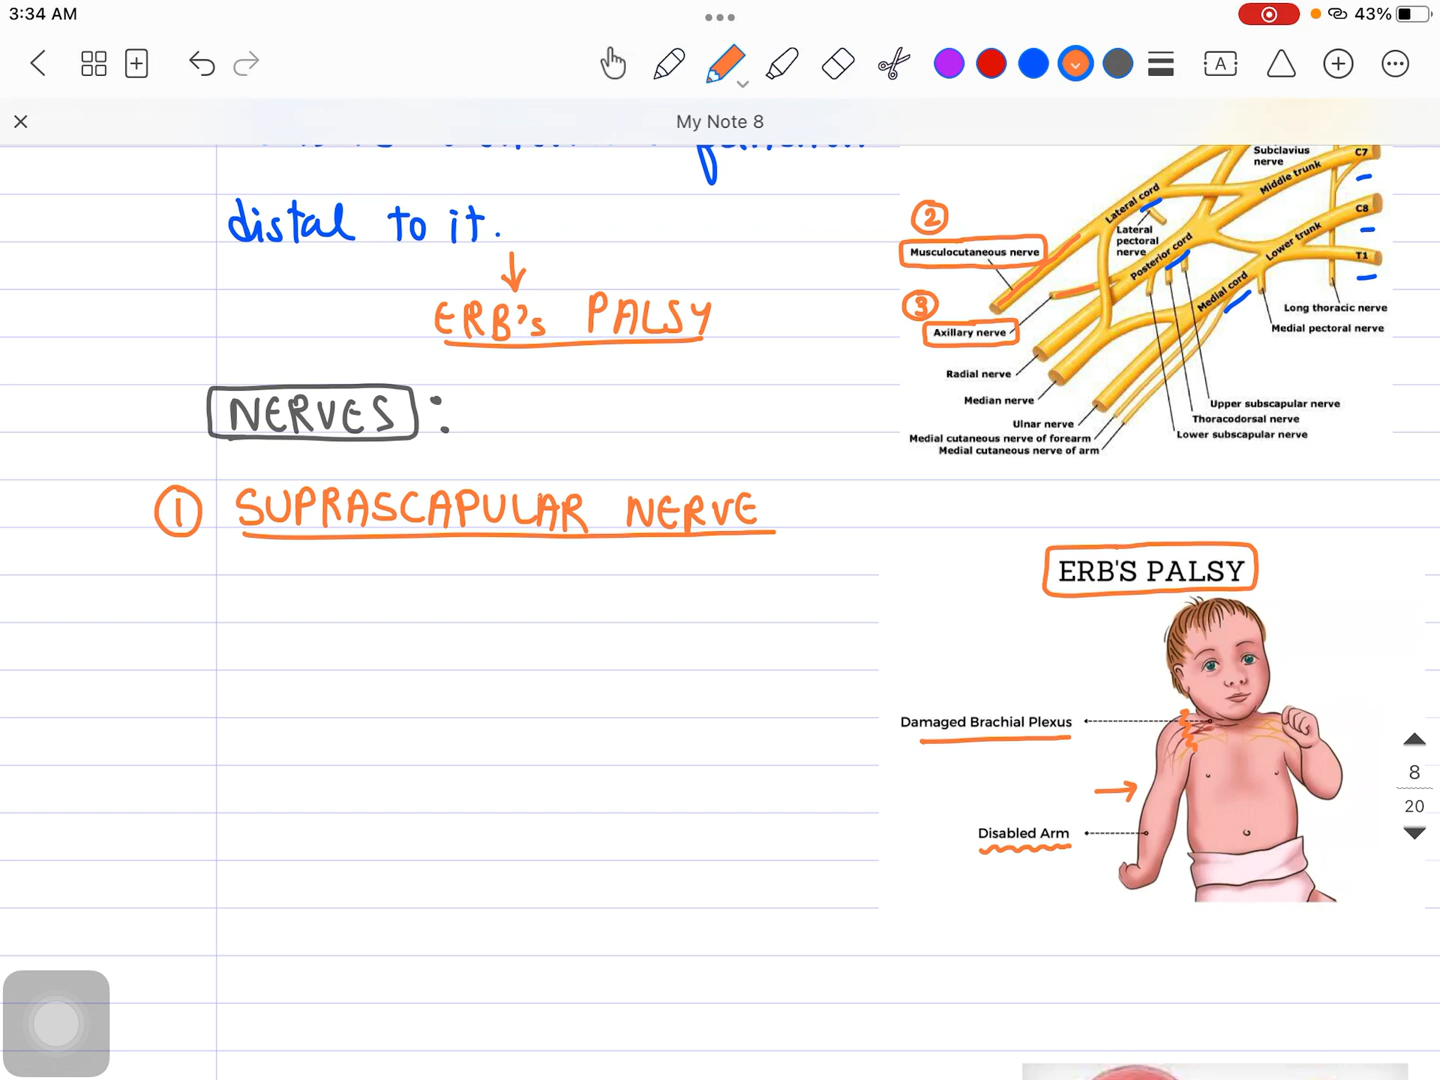 3:34 AM
43%
A
My Note 8
distal to it.
ERB's PALSY
NERVES :
① SUPRASCAPULAR NERVE
Subclavius
nerve
C7
Middle trunk
C8
Lateral cord
②
Lateral
pectoral
nerve
Lower trunk
Musculocutaneous nerve
Posterior cord
T1
Medial cord
③
Axillary nerve
Long thoracic nerve
Medial pectoral nerve
Radial nerve
Median nerve
Upper subscapular nerve
Ulnar nerve
Thoracodorsal nerve
Medial cutaneous nerve of forearm
Lower subscapular nerve
Medial cutaneous nerve of arm
ERB'S PALSY
Damaged Brachial Plexus
Disabled Arm
8
20